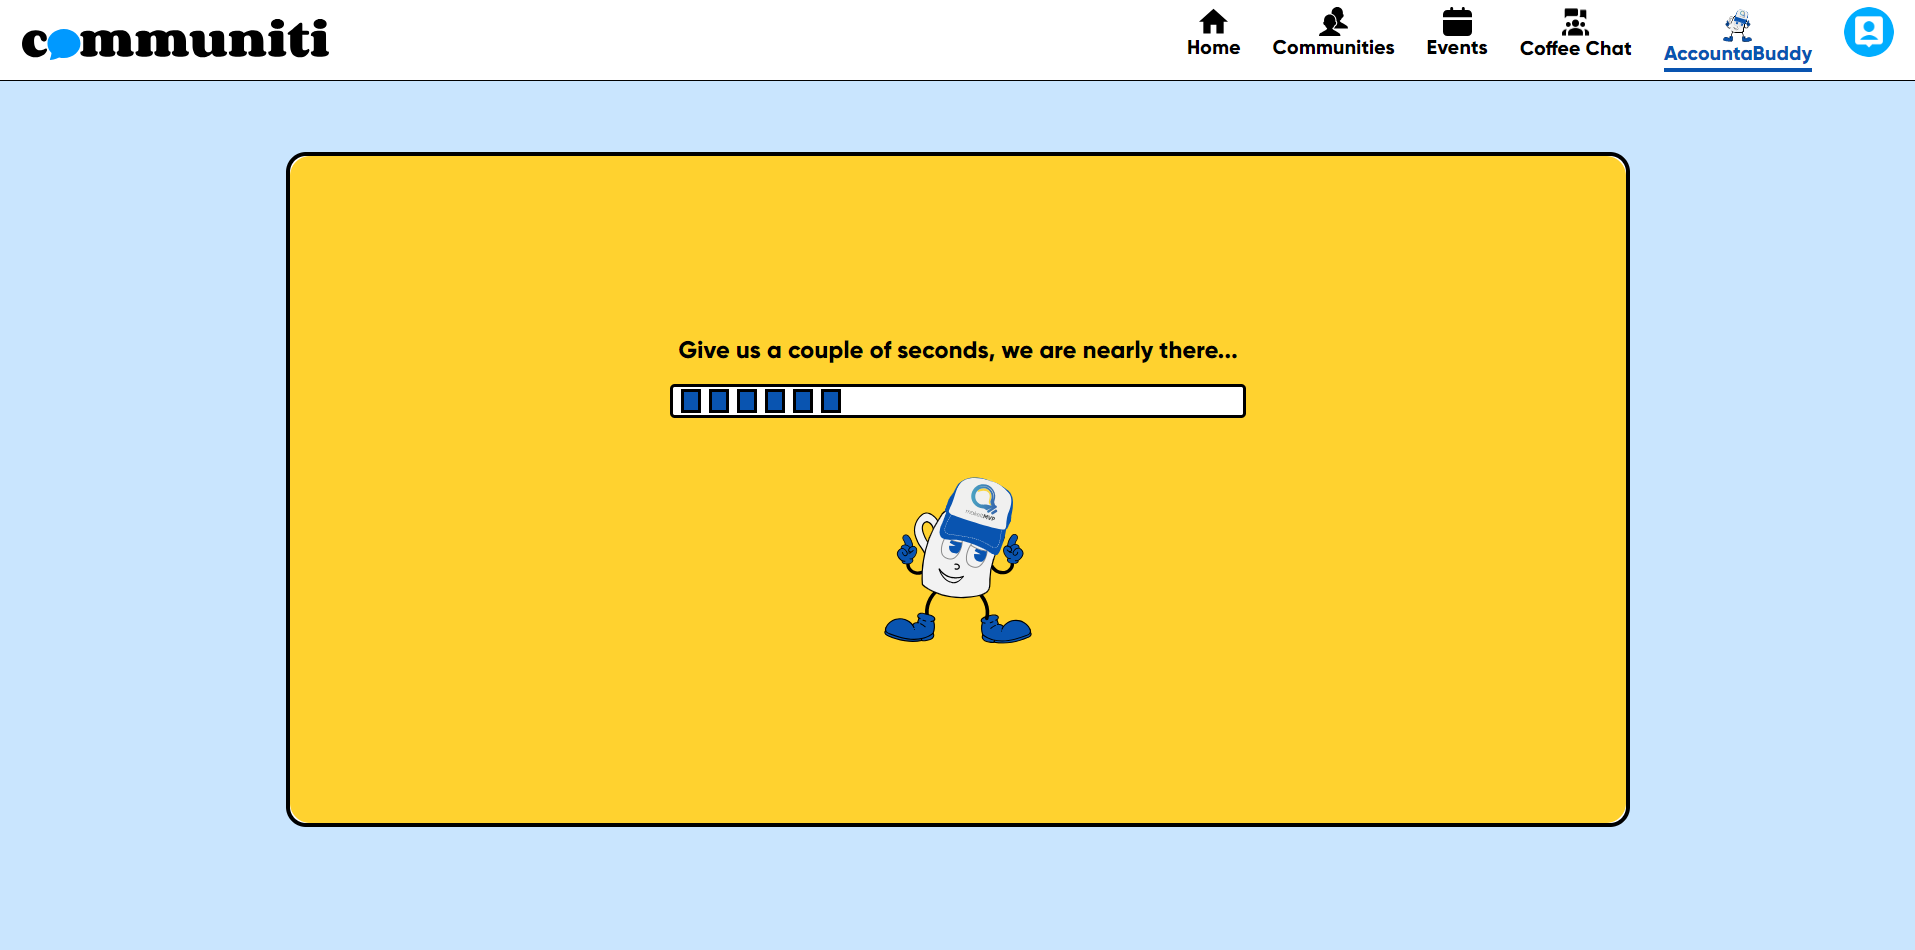 communiti
Home
Communities
Events
Coffee Chat
AccountaBuddy
Give us a couple of seconds, we are nearly there...